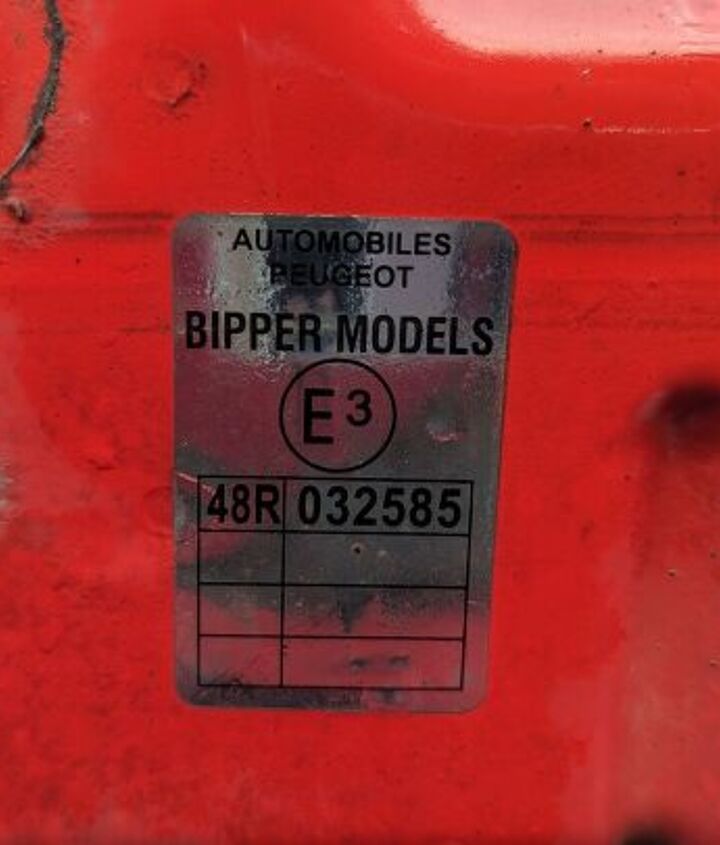 AUTOMOBILES
PEUGEOT
BIPPER MODELS
E3
48R 032585